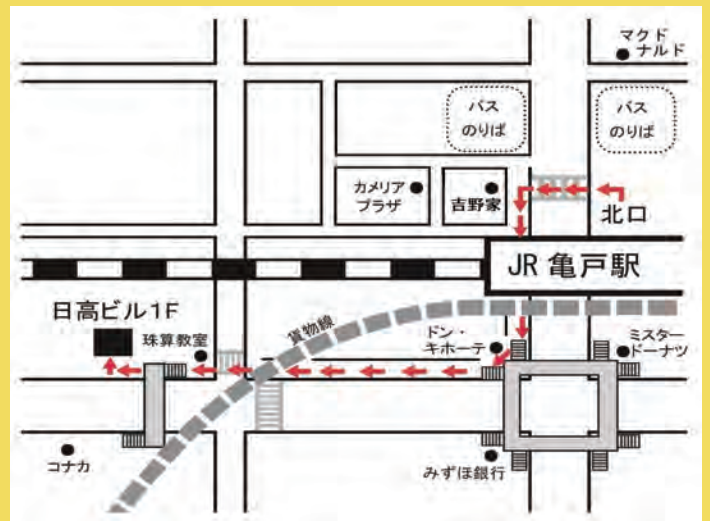 マクド
ナルド
バス
のりば
バス
のりば
カメリア
プラザ
吉野家
北口
JR 亀戸駅
日高ビル1F
珠算教室
貨物線
ドン・
キホーテ
ミスター
ドーナツ
コナカ
みずほ銀行